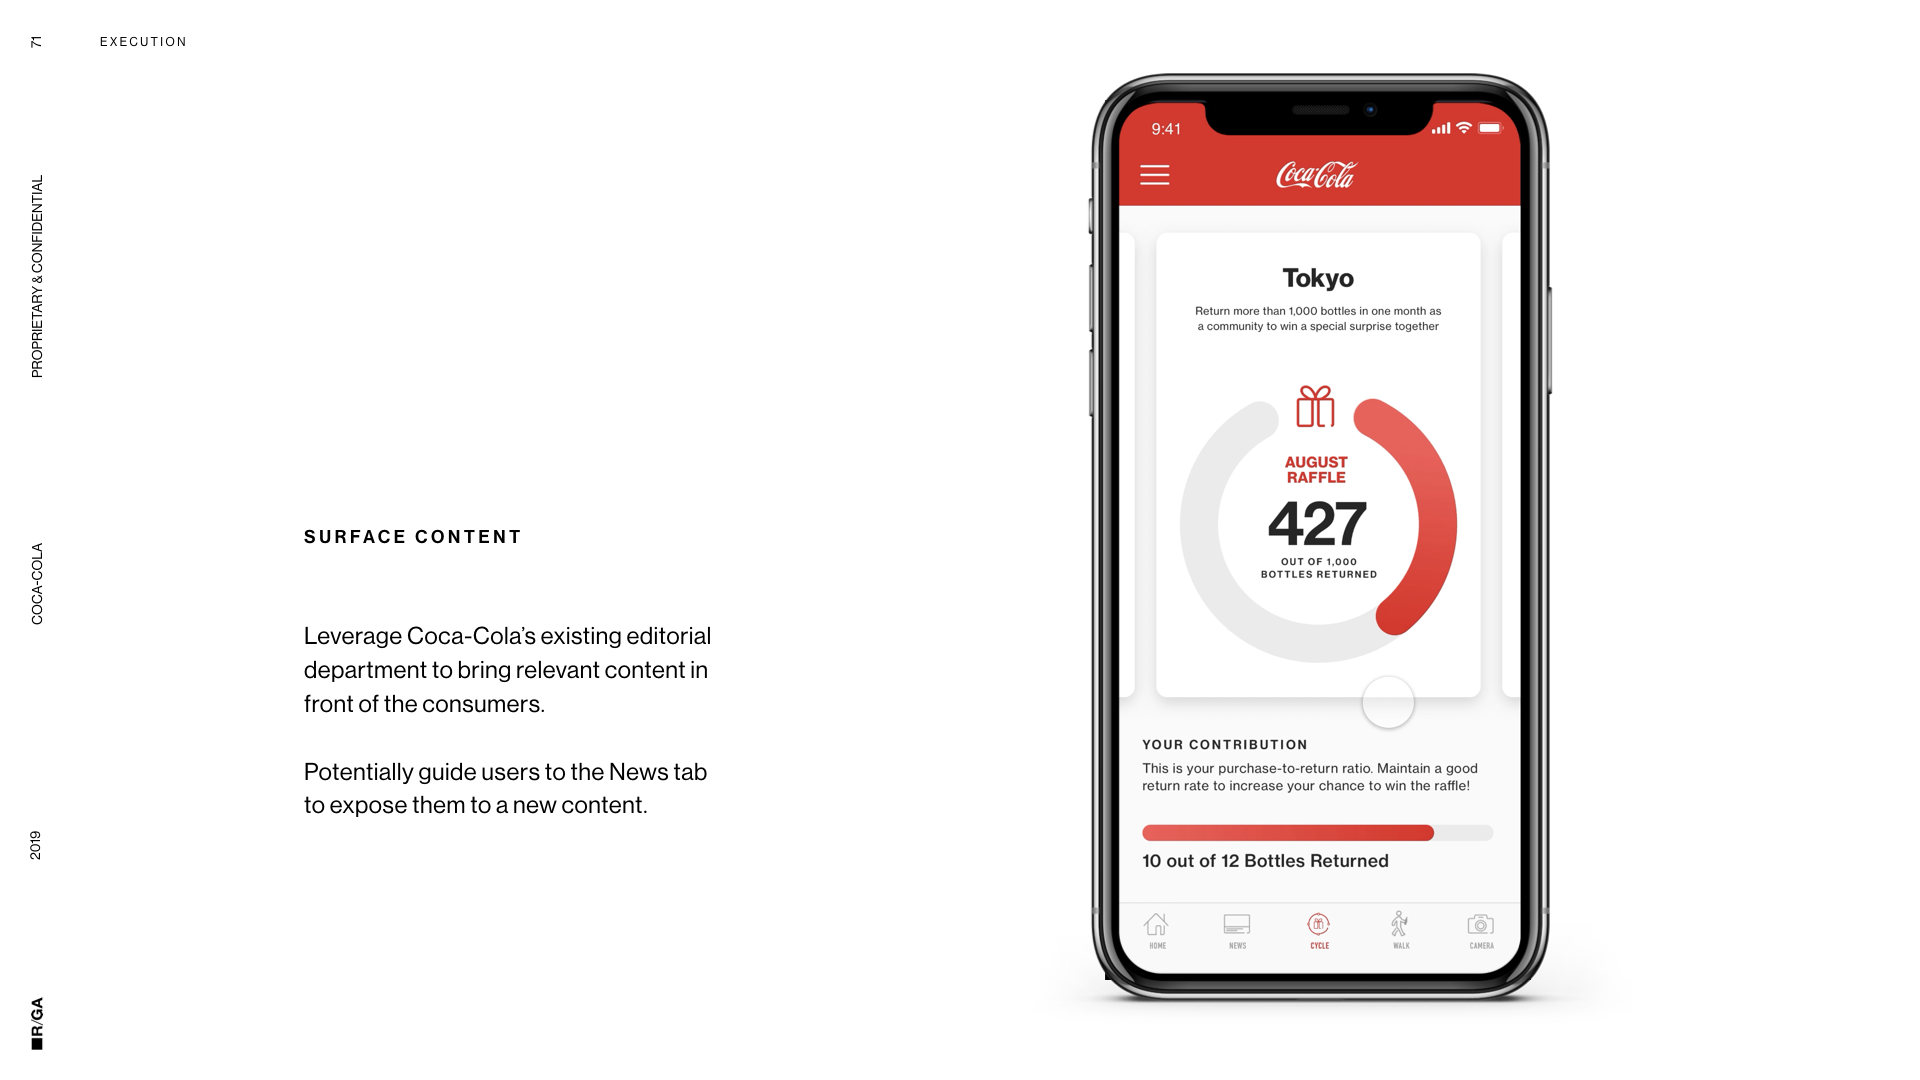 71
EXECUTION
PROPRIETARY & CONFIDENTIAL
COCA-COLA
2019
R/GA
SURFACE CONTENT
Leverage Coca-Cola’s existing editorial
department to bring relevant content in
front of the consumers.
Potentially guide users to the News tab
to expose them to a new content.
9:41
Coca-Cola
Tokyo
Return more than 1,000 bottles in one month as
a community to win a special surprise together
AUGUST
RAFFLE
427
OUT OF 1,000
BOTTLES RETURNED
YOUR CONTRIBUTION
This is your purchase-to-return ratio. Maintain a good
return rate to increase your chance to win the raffle!
10 out of 12 Bottles Returned
HOME
NEWS
CYCLE
WALK
CAMERA